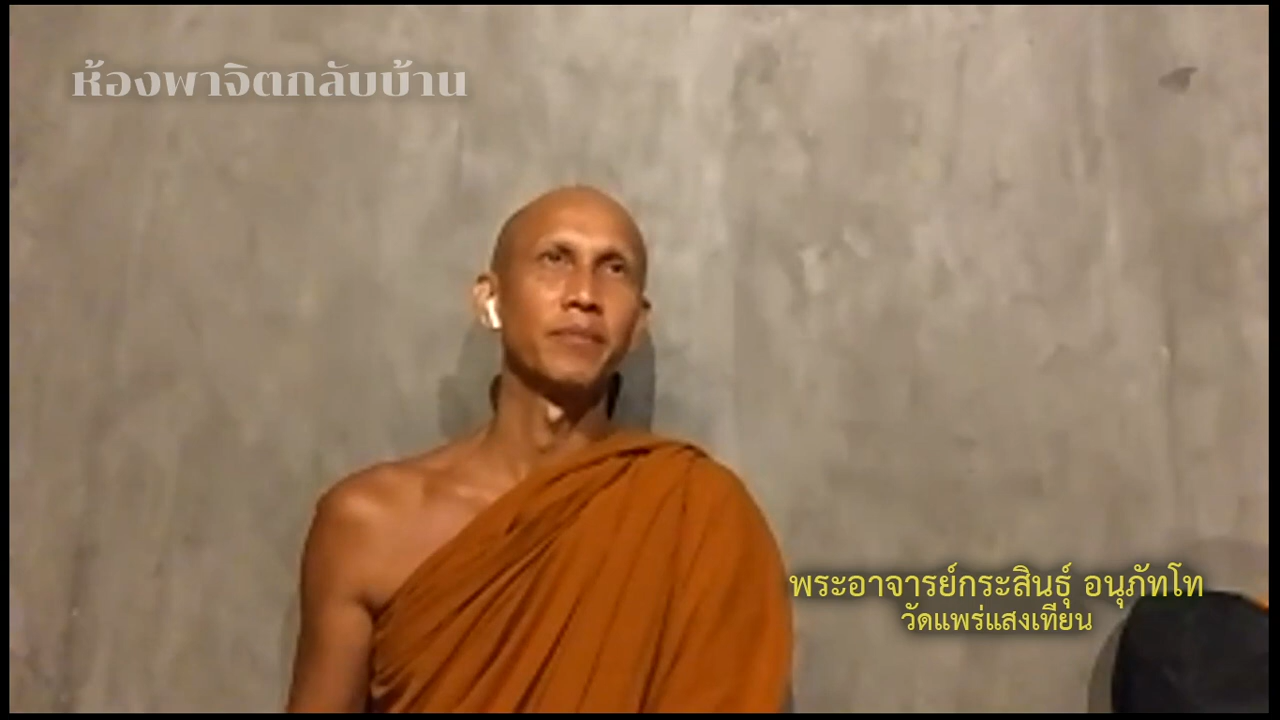 ห้องพาจิตกลับบ้าน
พระอาจารย์กระสินธุ์ อนุภัทโท
วัดแพร่แสงเทียน